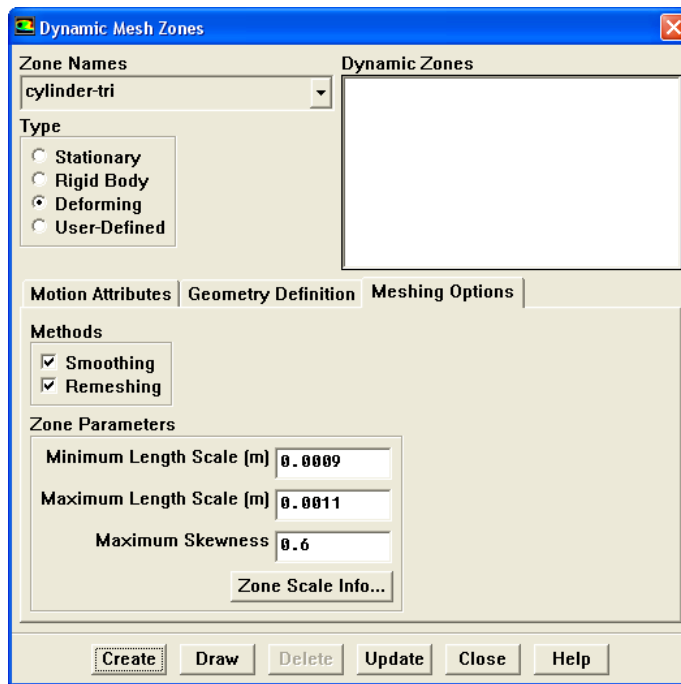 Dynamic Mesh Zones
Zone Names
cylinder-tri
Dynamic Zones
Type
Stationary
Rigid Body
Deforming
User-Defined
Motion Attributes Geometry Definition Meshing Options
Methods
Smoothing
Remeshing
Zone Parameters
Minimum Length Scale (m) 0.0009
Maximum Length Scale (m) 0.0011
Maximum Skewness 0.6
Zone Scale Info...
Create Draw Delete Update Close Help